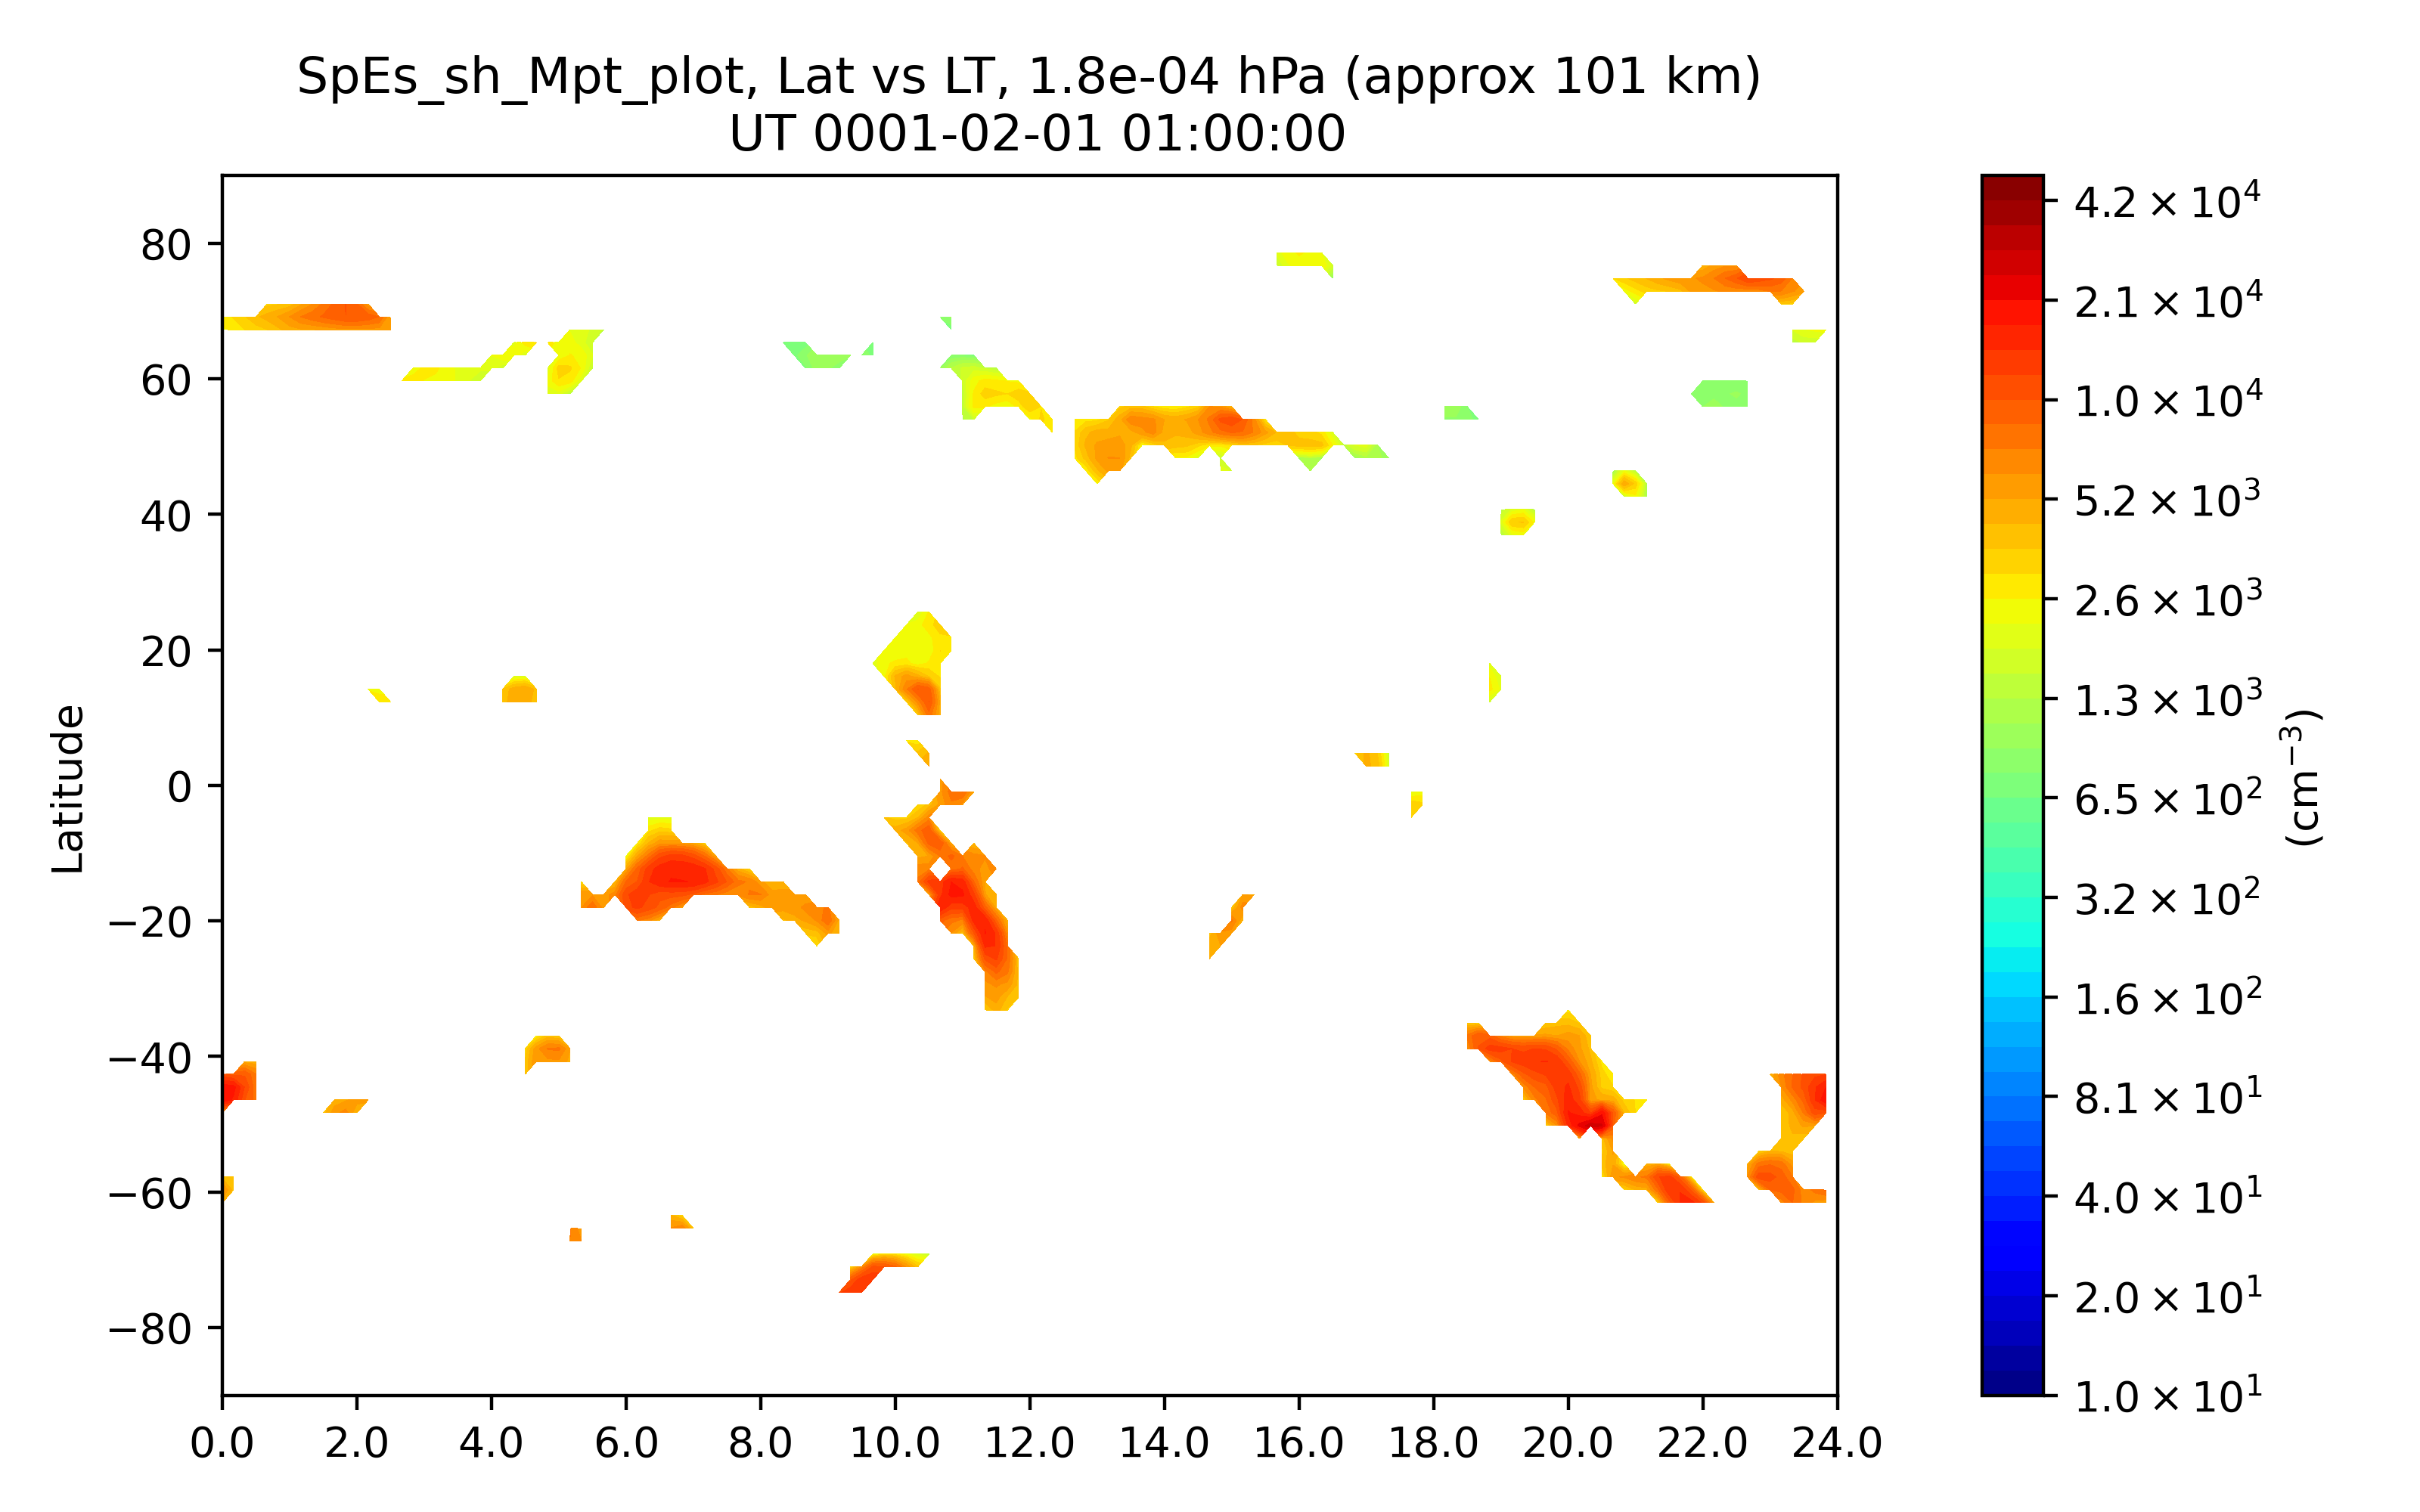 SpEs_sh_Mpt_plot, Lat vs LT, 1.8e-04 hPa (approx 101 km)
UT 0001-02-01 01:00:00
Latitude
80
60
40
20
0
−20
−40
−60
−80
0.0 2.0 4.0 6.0 8.0 10.0 12.0 14.0 16.0 18.0 20.0 22.0 24.0
4.2 × 10⁴
2.1 × 10⁴
1.0 × 10⁴
5.2 × 10³
2.6 × 10³
1.3 × 10³
6.5 × 10²
3.2 × 10²
1.6 × 10²
8.1 × 10¹
4.0 × 10¹
2.0 × 10¹
1.0 × 10¹
(cm⁻³)